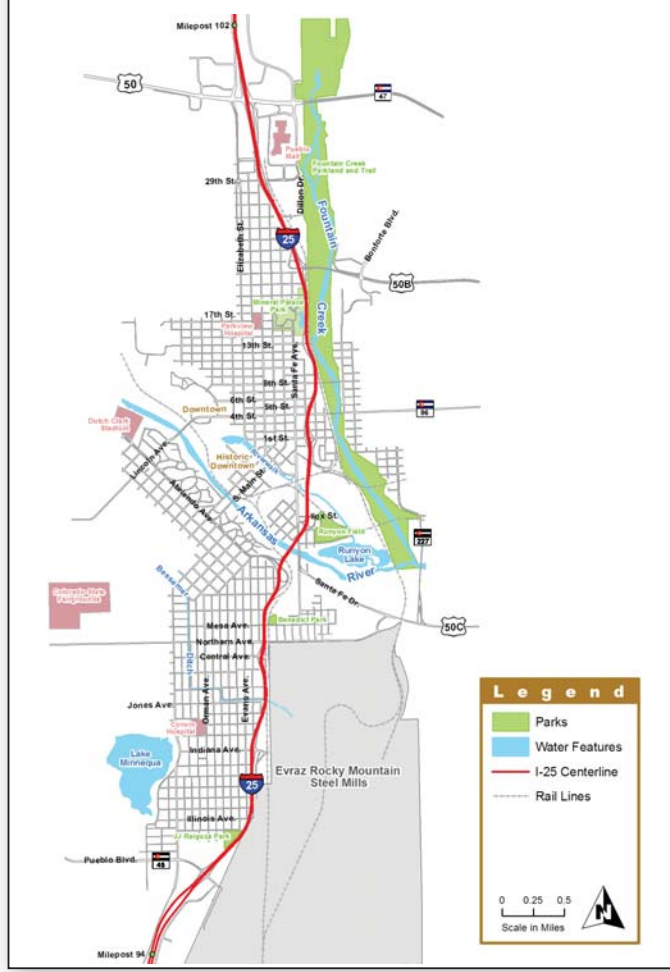 Milepost 102
50
47
Pueblo
Mall
Fountain Creek
Parkland and Trail
29th St.
Dillon Dr.
Elizabeth St.
Fountain
25
Bonforte Blvd.
50B
Mineral Palace
Park
17th St.
Parkview
Hospital
Creek
13th St.
Santa Fe Ave.
8th St.
6th St.
5th St.
Downtown
4th St.
96
Dutch Clark
Stadium
1st St.
Lincoln Ave.
Historic
Downtown
Riverwalk
S. Main St.
Abriendo Ave.
Arkansas
Ilex St.
Runyon Field
227
Runyon
Lake
River
Bessemer
Santa Fe Dr.
Colorado State
Fairgrounds
Benedict Park
50C
Mesa Ave.
Northern Ave.
Central Ave.
Ditch
Orman Ave.
Evans Ave.
Jones Ave.
Hospital
Indiana Ave.
Lake
Minnequa
Evraz Rocky Mountain
Steel Mills
25
Illinois Ave.
JJ Raigoza Park
Pueblo Blvd.
45
Milepost 94
Legend
Parks
Water Features
I-25 Centerline
Rail Lines
0 0.25 0.5
Scale in Miles
N